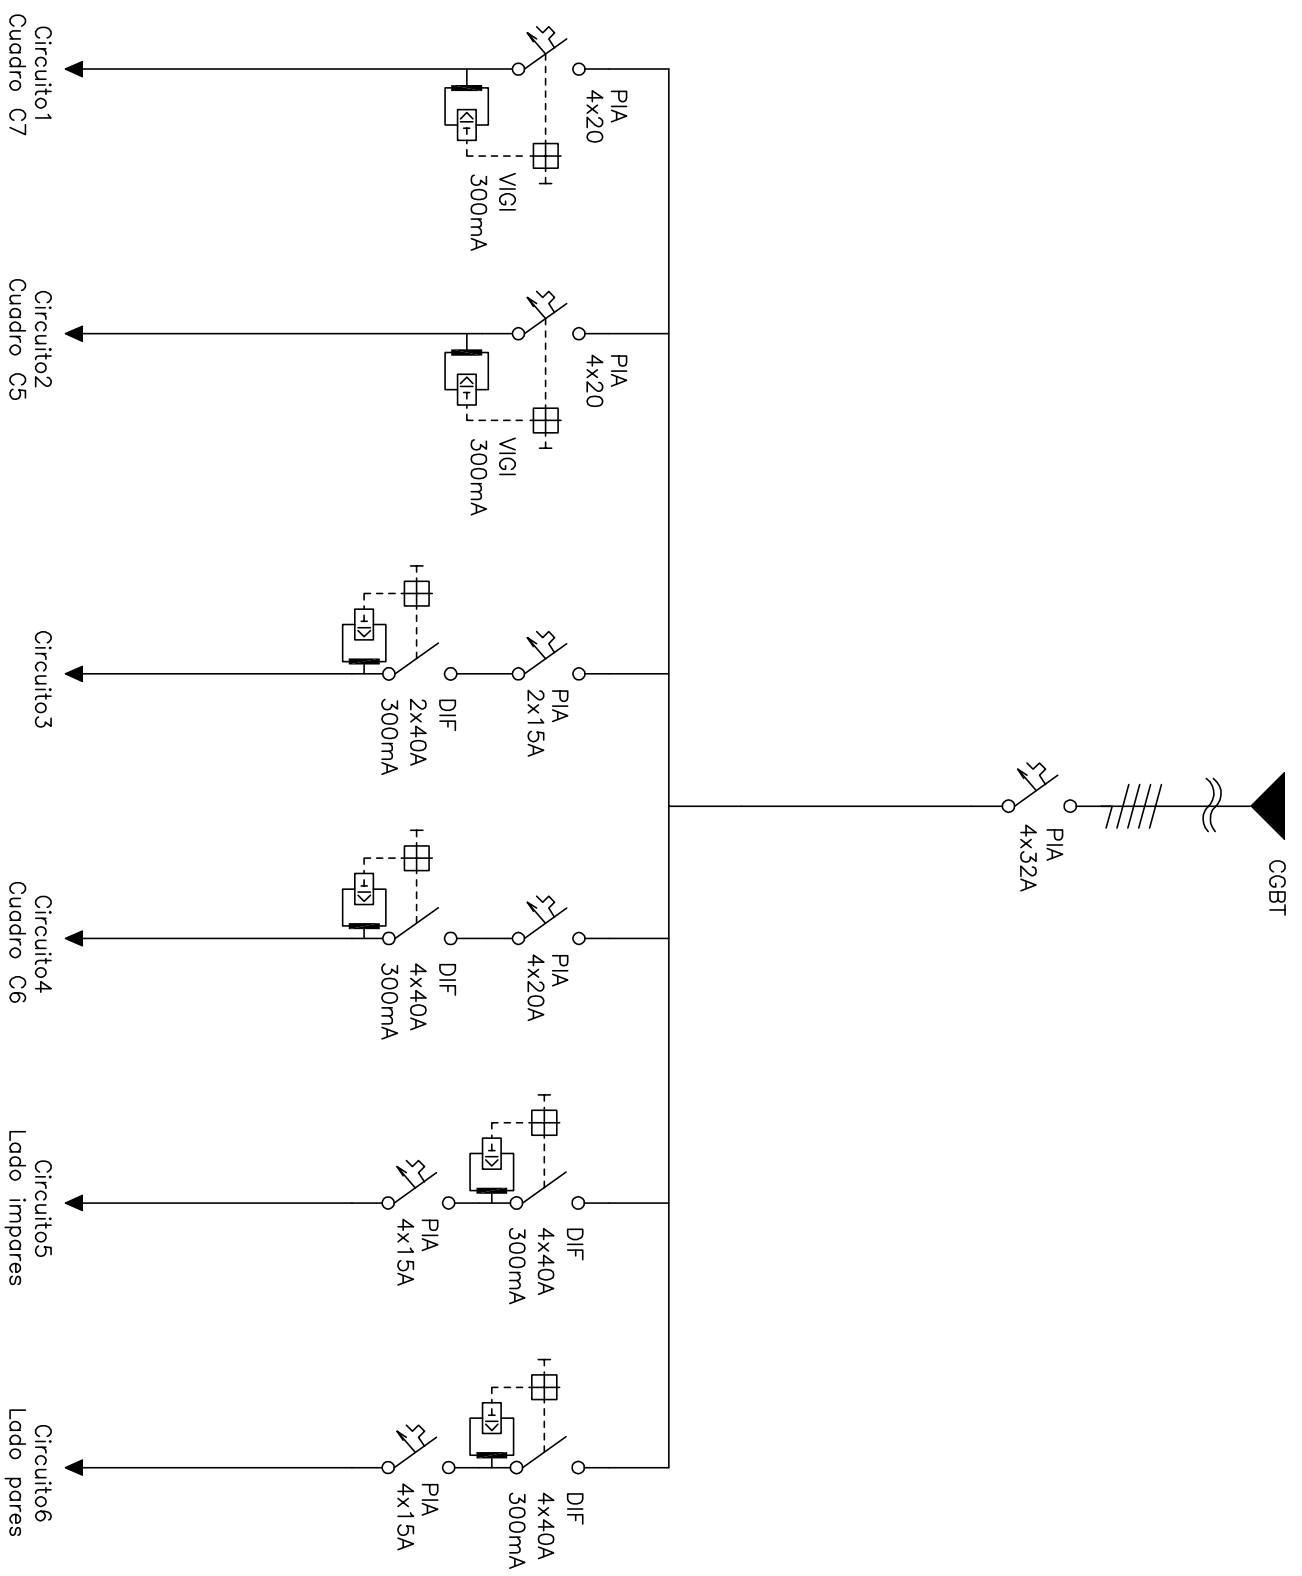 CGBT
PIA
4x32A
PIA
4x20
VIGI
300mA
Circuito1
Cuadro C7
PIA
4x20
VIGI
300mA
Circuito2
Cuadro C5
PIA
2x15A
DIF
2x40A
300mA
Circuito3
PIA
4x20A
DIF
4x40A
300mA
Circuito4
Cuadro C6
DIF
4x40A
300mA
PIA
4x15A
Circuito5
Lado impares
DIF
4x40A
300mA
PIA
4x15A
Circuito6
Lado pares